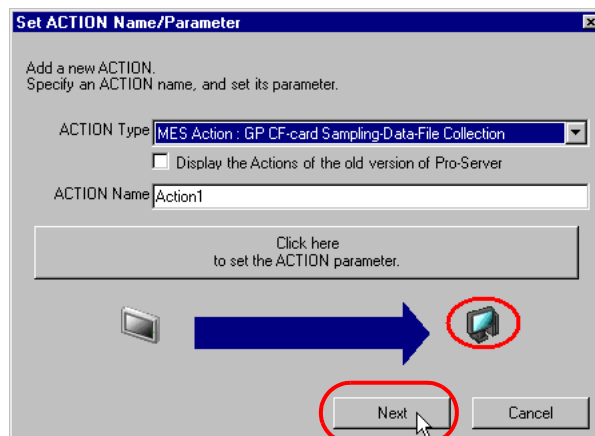 Set ACTION Name/Parameter
Add a new ACTION.
Specify an ACTION name, and set its parameter.
ACTION Type MES Action : GP CF-card Sampling-Data-File Collection
Display the Actions of the old version of Pro-Server
ACTION Name Action1
Click here
to set the ACTION parameter.
Next Cancel